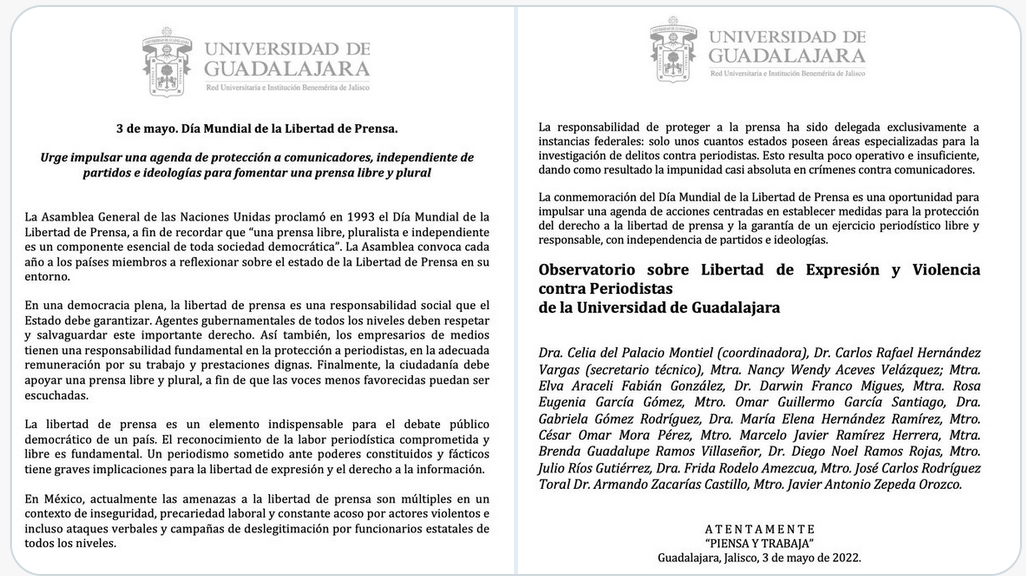 UNIVERSIDAD DE
GUADALAJARA
Red Universitaria e Institución Benemérita de Jalisco
3 de mayo. Día Mundial de la Libertad de Prensa.
Urge impulsar una agenda de protección a comunicadores, independiente de
partidos e ideologías para fomentar una prensa libre y plural
La Asamblea General de las Naciones Unidas proclamó en 1993 el Día Mundial de la
Libertad de Prensa, a fin de recordar que “una prensa libre, pluralista e independiente
es un componente esencial de toda sociedad democrática”. La Asamblea convoca cada
año a los países miembros a reflexionar sobre el estado de la Libertad de Prensa en su
entorno.
En una democracia plena, la libertad de prensa es una responsabilidad social que el
Estado debe garantizar. Agentes gubernamentales de todos los niveles deben respetar
y salvaguardar este importante derecho. Así también, los empresarios de medios
tienen una responsabilidad fundamental en la protección a periodistas, en la adecuada
remuneración por su trabajo y prestaciones dignas. Finalmente, la ciudadanía debe
apoyar una prensa libre y plural, a fin de que las voces menos favorecidas puedan ser
escuchadas.
La libertad de prensa es un elemento indispensable para el debate público
democrático de un país. El reconocimiento de la labor periodística comprometida y
libre es fundamental. Un periodismo sometido ante poderes constituidos y fácticos
tiene graves implicaciones para la libertad de expresión y el derecho a la información.
En México, actualmente las amenazas a la libertad de prensa son múltiples en un
contexto de inseguridad, precariedad laboral y constante acoso por actores violentos e
incluso ataques verbales y campañas de deslegitimación por funcionarios estatales de
todos los niveles.
UNIVERSIDAD DE
GUADALAJARA
Red Universitaria e Institución Benemérita de Jalisco
La responsabilidad de proteger a la prensa ha sido delegada exclusivamente a
instancias federales: solo unos cuantos estados poseen áreas especializadas para la
investigación de delitos contra periodistas. Esto resulta poco operativo e insuficiente,
dando como resultado la impunidad casi absoluta en crímenes contra comunicadores.
La conmemoración del Día Mundial de la Libertad de Prensa es una oportunidad para
impulsar una agenda de acciones centradas en establecer medidas para la protección
del derecho a la libertad de prensa y la garantía de un ejercicio periodístico libre y
responsable, con independencia de partidos e ideologías.
Observatorio sobre Libertad de Expresión y Violencia
contra Periodistas
de la Universidad de Guadalajara
Dra. Celia del Palacio Montiel (coordinadora), Dr. Carlos Rafael Hernández
Vargas (secretario técnico), Mtra. Nancy Wendy Aceves Velázquez; Mtra.
Elva Araceli Fabián González, Dr. Darwin Franco Migues, Mtra. Rosa
Eugenia García Gómez, Mtro. Omar Guillermo García Santiago, Dra.
Gabriela Gómez Rodríguez, Dra. María Elena Hernández Ramírez, Mtro.
César Omar Mora Pérez, Mtro. Marcelo Javier Ramírez Herrera, Mtra.
Brenda Guadalupe Ramos Villaseñor, Dr. Diego Noel Ramos Rojas, Mtro.
Julio Ríos Gutiérrez, Dra. Frida Rodelo Amezcua, Mtro. José Carlos Rodríguez
Toral Dr. Armando Zacarías Castillo, Mtro. Javier Antonio Zepeda Orozco.
A T E N T A M E N T E
“PIENSA Y TRABAJA”
Guadalajara, Jalisco, 3 de mayo de 2022.